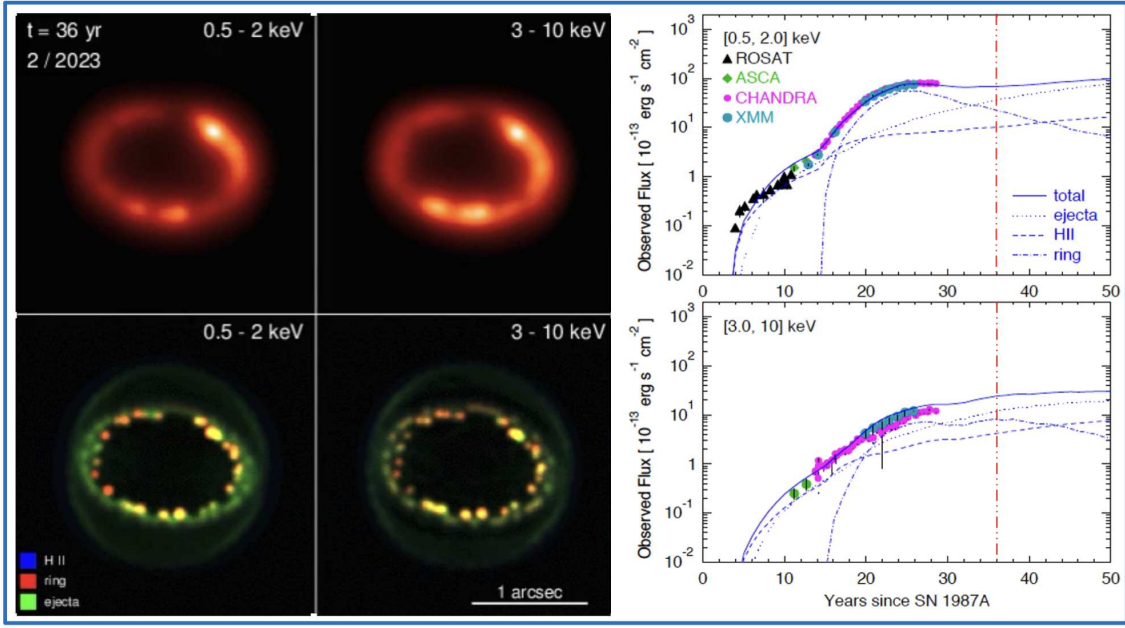 t = 36 yr
0.5 - 2 keV
2 / 2023
3 - 10 keV
0.5 - 2 keV
H II
ring
ejecta
3 - 10 keV
1 arcsec
Observed Flux [ 10⁻¹³ erg s⁻¹ cm⁻² ]
10³
10²
10
1
10⁻¹
10⁻²
[0.5, 2.0] keV
ROSAT
ASCA
CHANDRA
XMM
total
ejecta
HII
ring
0 10 20 30 40 50
Observed Flux [ 10⁻¹³ erg s⁻¹ cm⁻² ]
10³
10²
10
1
10⁻¹
10⁻²
[3.0, 10] keV
0 10 20 30 40 50
Years since SN 1987A